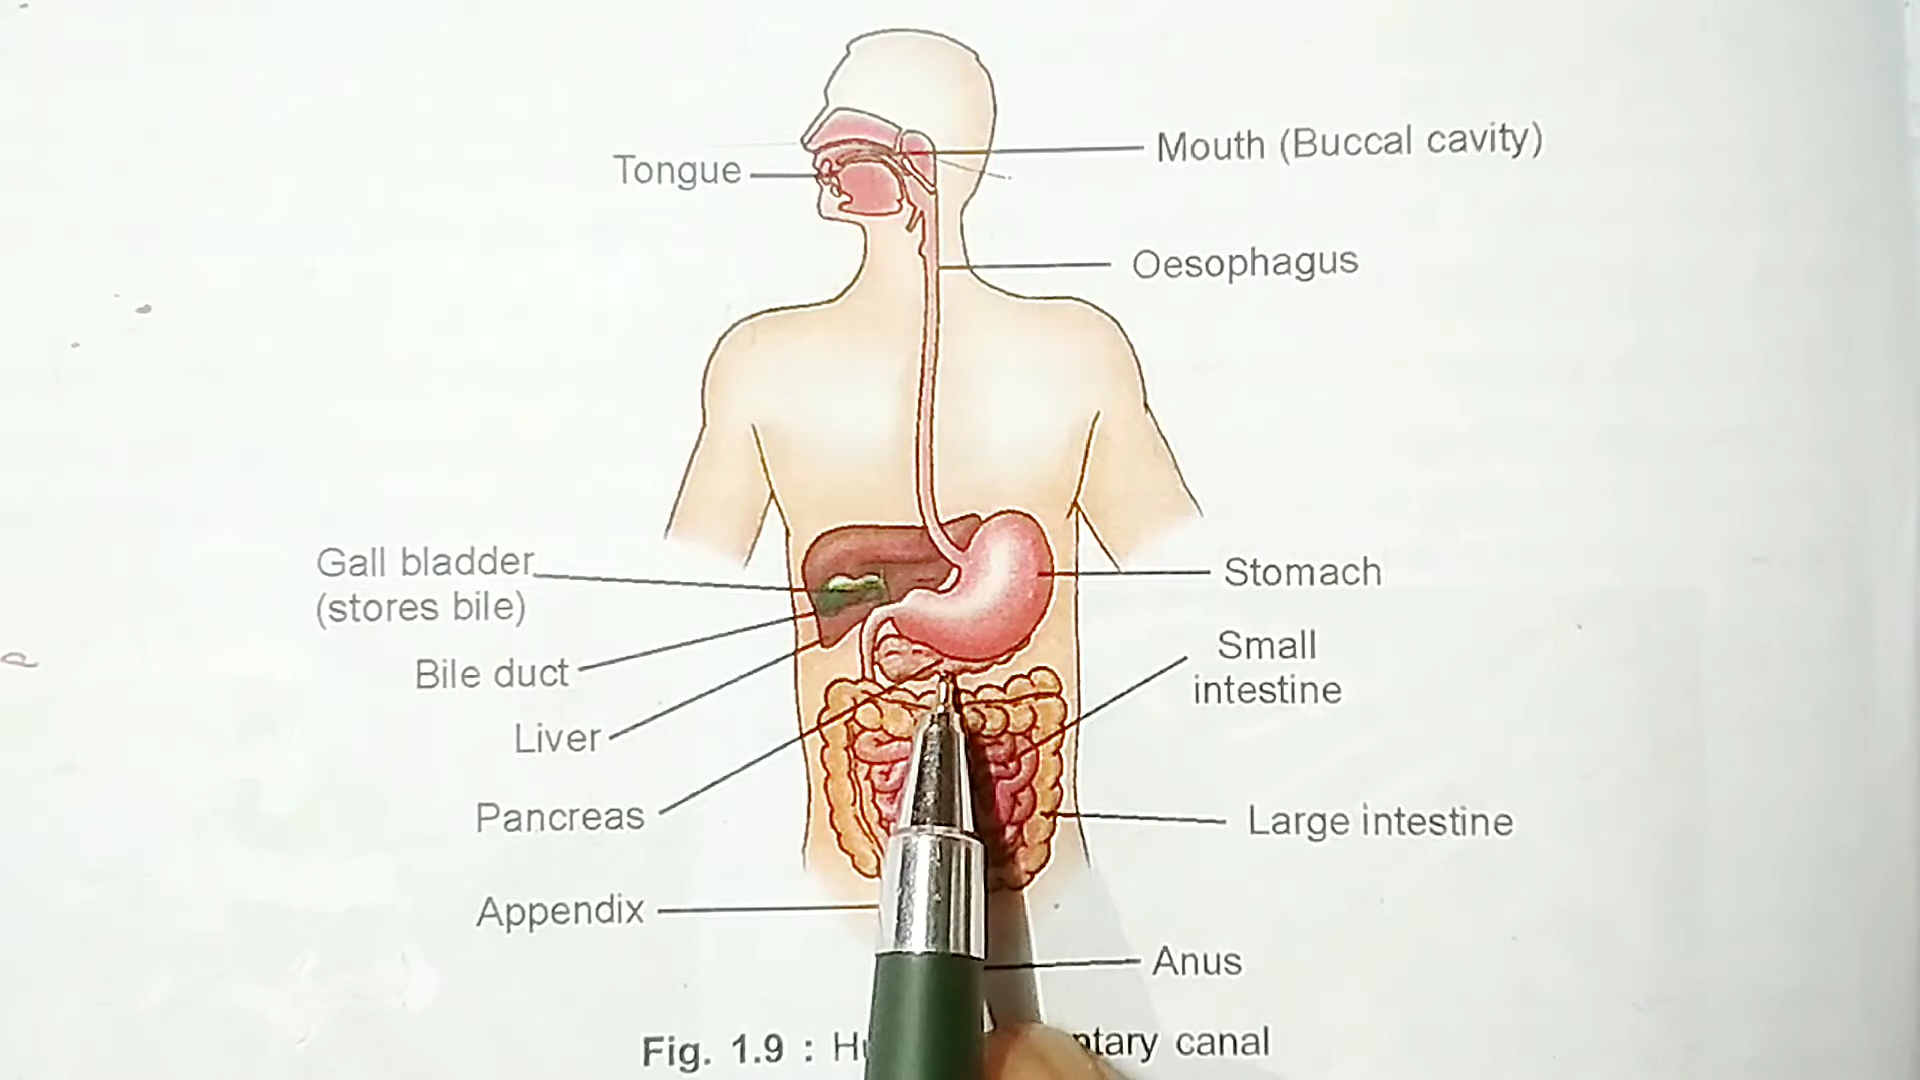 Mouth (Buccal cavity)
Tongue
Oesophagus
Gall bladder
(stores bile)
Stomach
Small
intestine
Bile duct
Liver
Pancreas
Large intestine
Appendix
Anus
Fig. 1.9 : canal